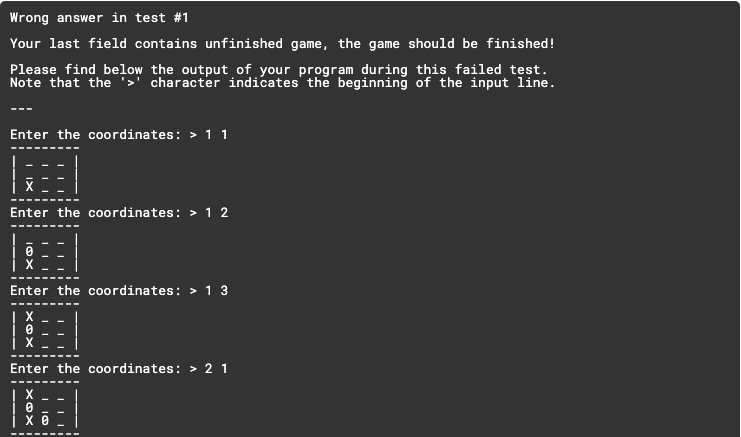 Wrong answer in test #1
Your last field contains unfinished game, the game should be finished!
Please find below the output of your program during this failed test.
Note that the '>' character indicates the beginning of the input line.
---
Enter the coordinates: > 1 1
---------
| _ _ _ |
| _ _ _ |
| X _ _ |
---------
Enter the coordinates: > 1 2
---------
| _ _ _ |
| 0 _ _ |
| X _ _ |
---------
Enter the coordinates: > 1 3
---------
| X _ _ |
| 0 _ _ |
| X _ _ |
---------
Enter the coordinates: > 2 1
---------
| X _ _ |
| 0 _ _ |
| X 0 _ |
---------